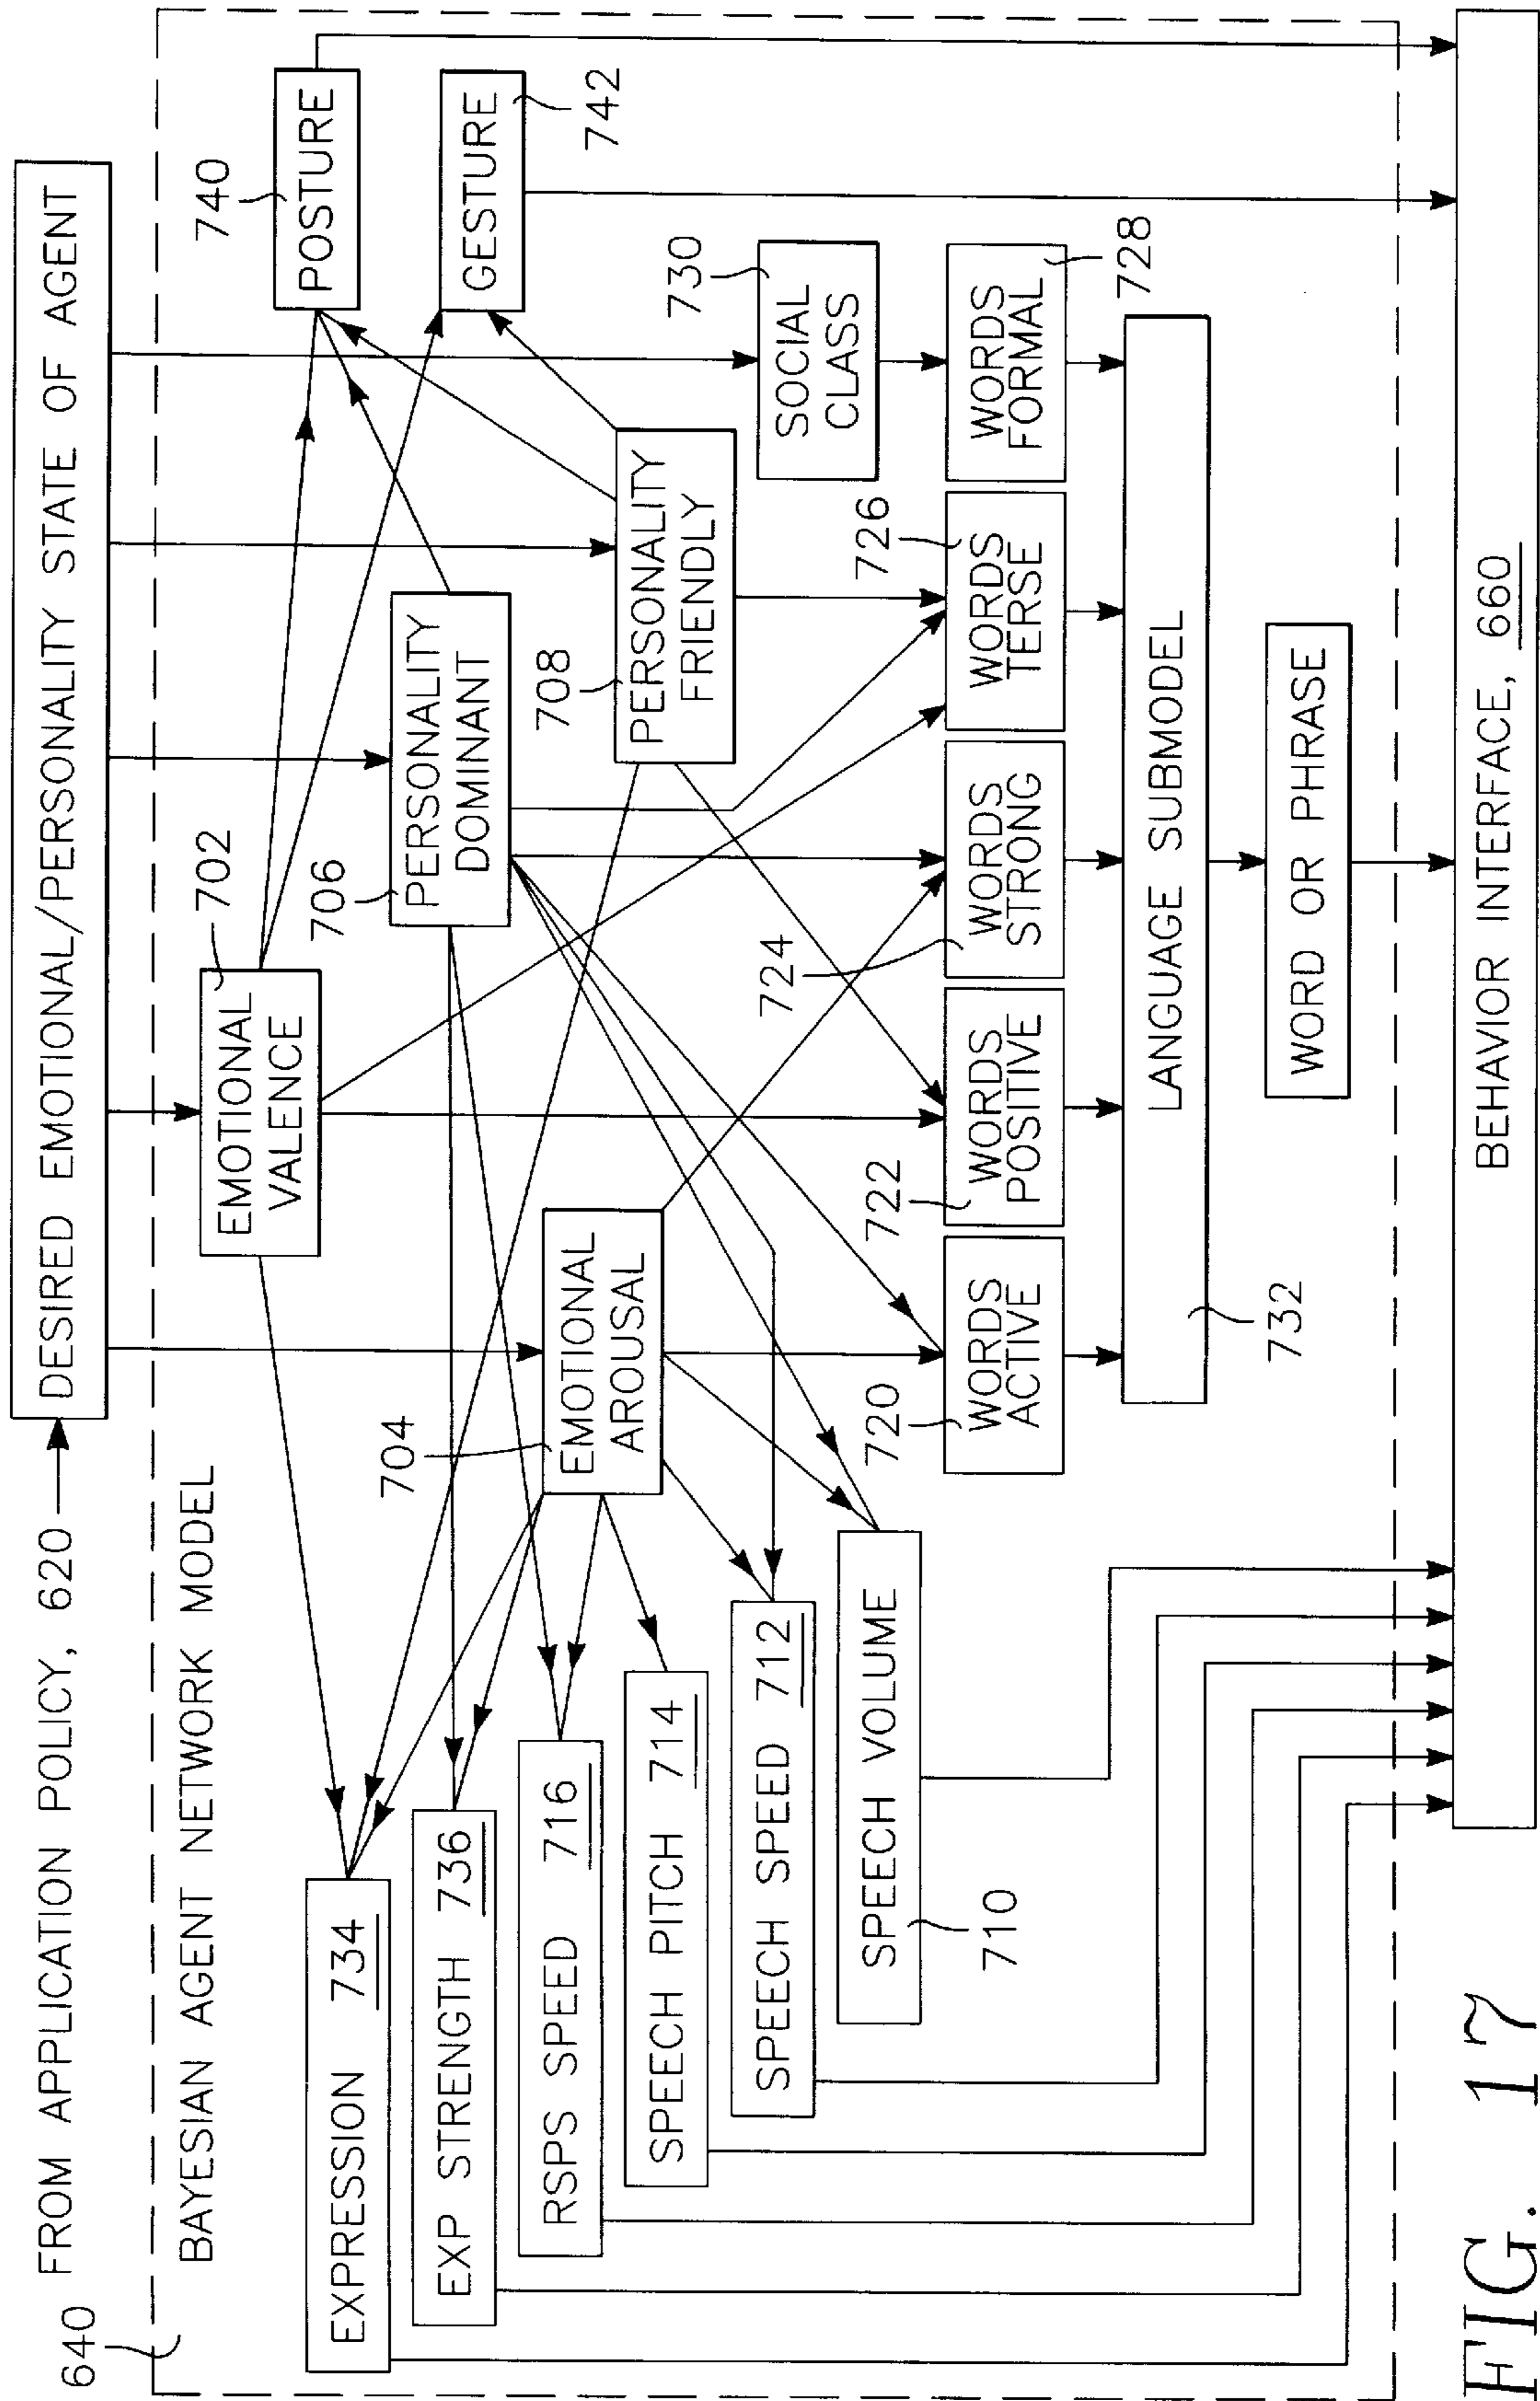 640
FROM APPLICATION POLICY, 620
DESIRED EMOTIONAL/PERSONALITY STATE OF AGENT
BAYESIAN AGENT NETWORK MODEL
EMOTIONAL
VALENCE
702
740
POSTURE
GESTURE
742
706
PERSONALITY
DOMINANT
704
EMOTIONAL
AROUSAL
708
PERSONALITY
FRIENDLY
EXPRESSION 734
EXP STRENGTH 736
RSPS SPEED 716
SPEECH PITCH 714
SPEECH SPEED 712
SPEECH VOLUME
710
730
SOCIAL
CLASS
720
WORDS
ACTIVE
722
WORDS
POSITIVE
724
WORDS
STRONG
726
WORDS
TERSE
WORDS
FORMAL
728
LANGUAGE SUBMODEL
732
WORD OR PHRASE
BEHAVIOR INTERFACE, 660
FIG. 17